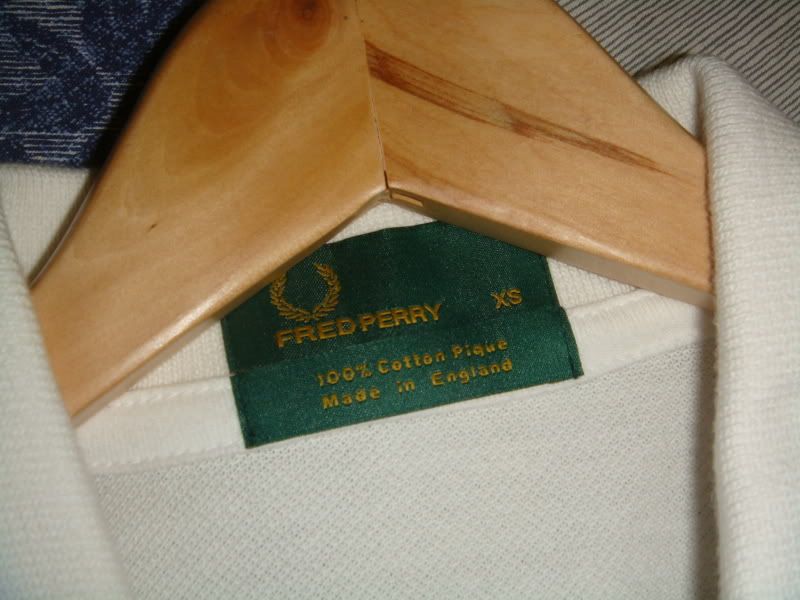 FRED PERRY XS
100% Cotton Pique
Made in England